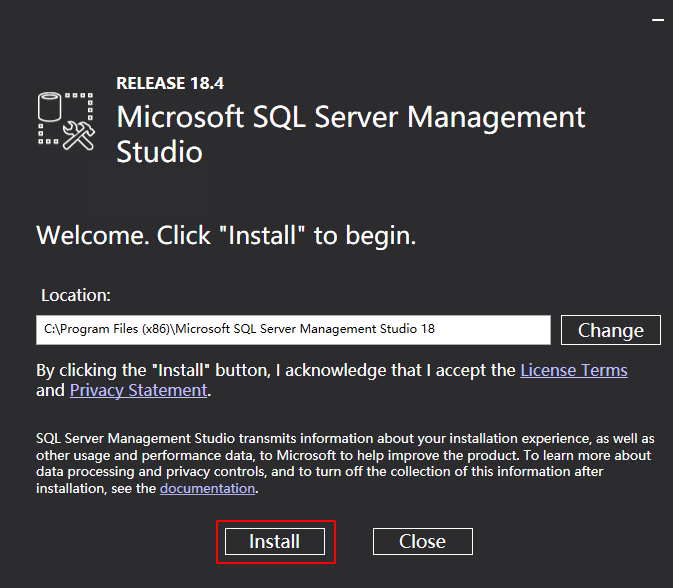 RELEASE 18.4
Microsoft SQL Server Management
Studio
Welcome. Click "Install" to begin.
Location:
C:\Program Files (x86)\Microsoft SQL Server Management Studio 18
Change
By clicking the "Install" button, I acknowledge that I accept the License Terms
and Privacy Statement.
SQL Server Management Studio transmits information about your installation experience, as well as
other usage and performance data, to Microsoft to help improve the product. To learn more about
data processing and privacy controls, and to turn off the collection of this information after
installation, see the documentation.
Install
Close